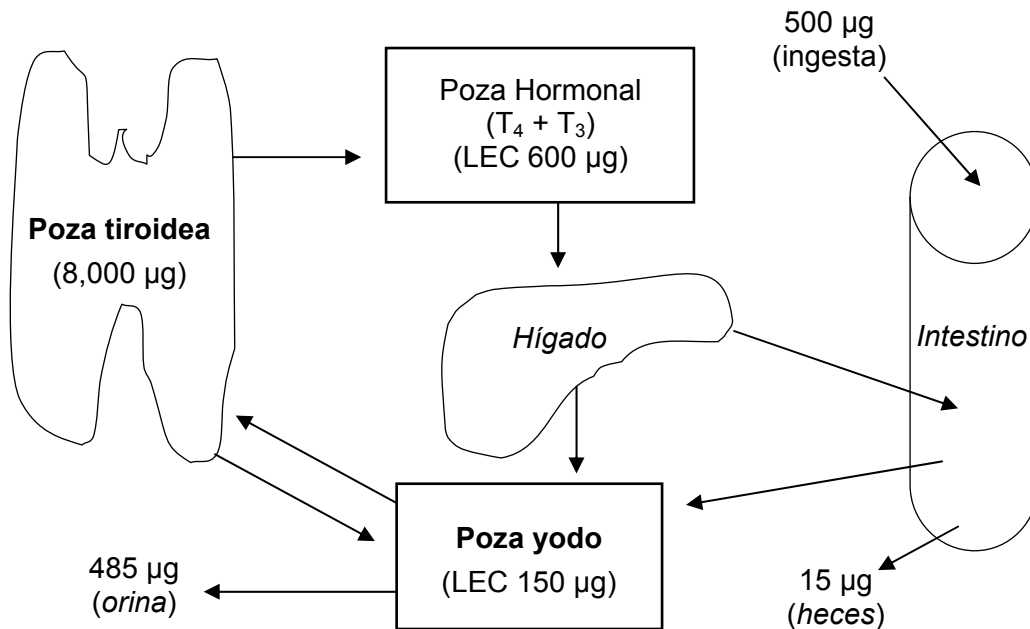 500 µg
(ingesta)
Poza Hormonal
(T₄ + T₃)
(LEC 600 µg)
Poza tiroidea
(8,000 µg)
Hígado
Intestino
Poza yodo
(LEC 150 µg)
485 µg
(orina)
15 µg
(heces)